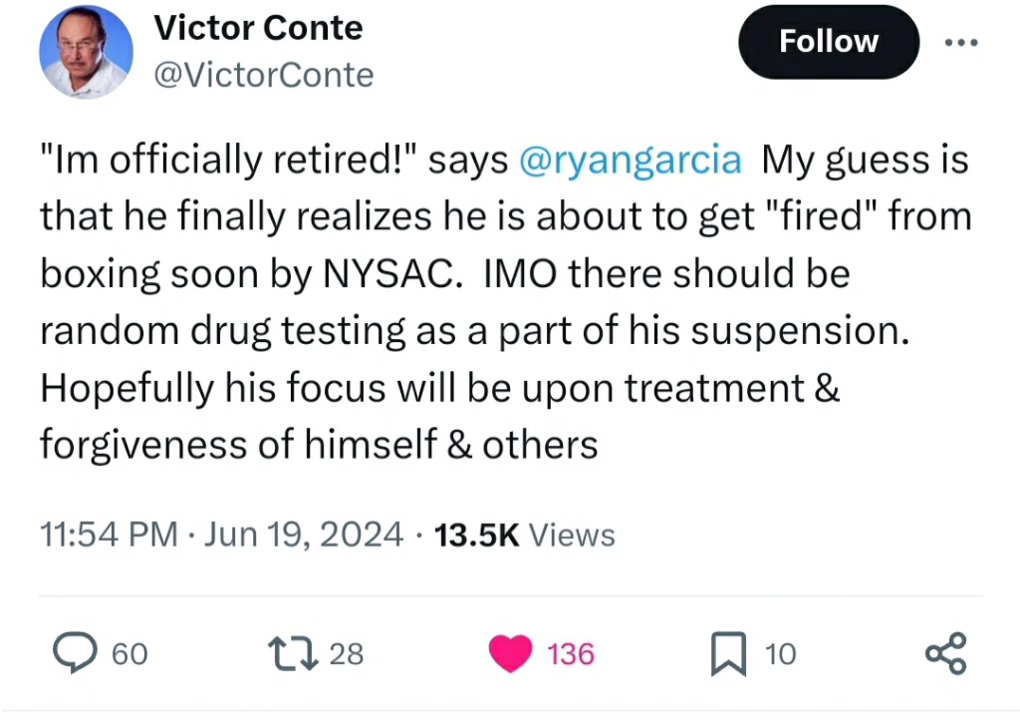 Victor Conte
@VictorConte
Follow
"Im officially retired!" says @ryangarcia My guess is
that he finally realizes he is about to get "fired" from
boxing soon by NYSAC. IMO there should be
random drug testing as a part of his suspension.
Hopefully his focus will be upon treatment &
forgiveness of himself & others
11:54 PM · Jun 19, 2024 · 13.5K Views
60 28 136 10